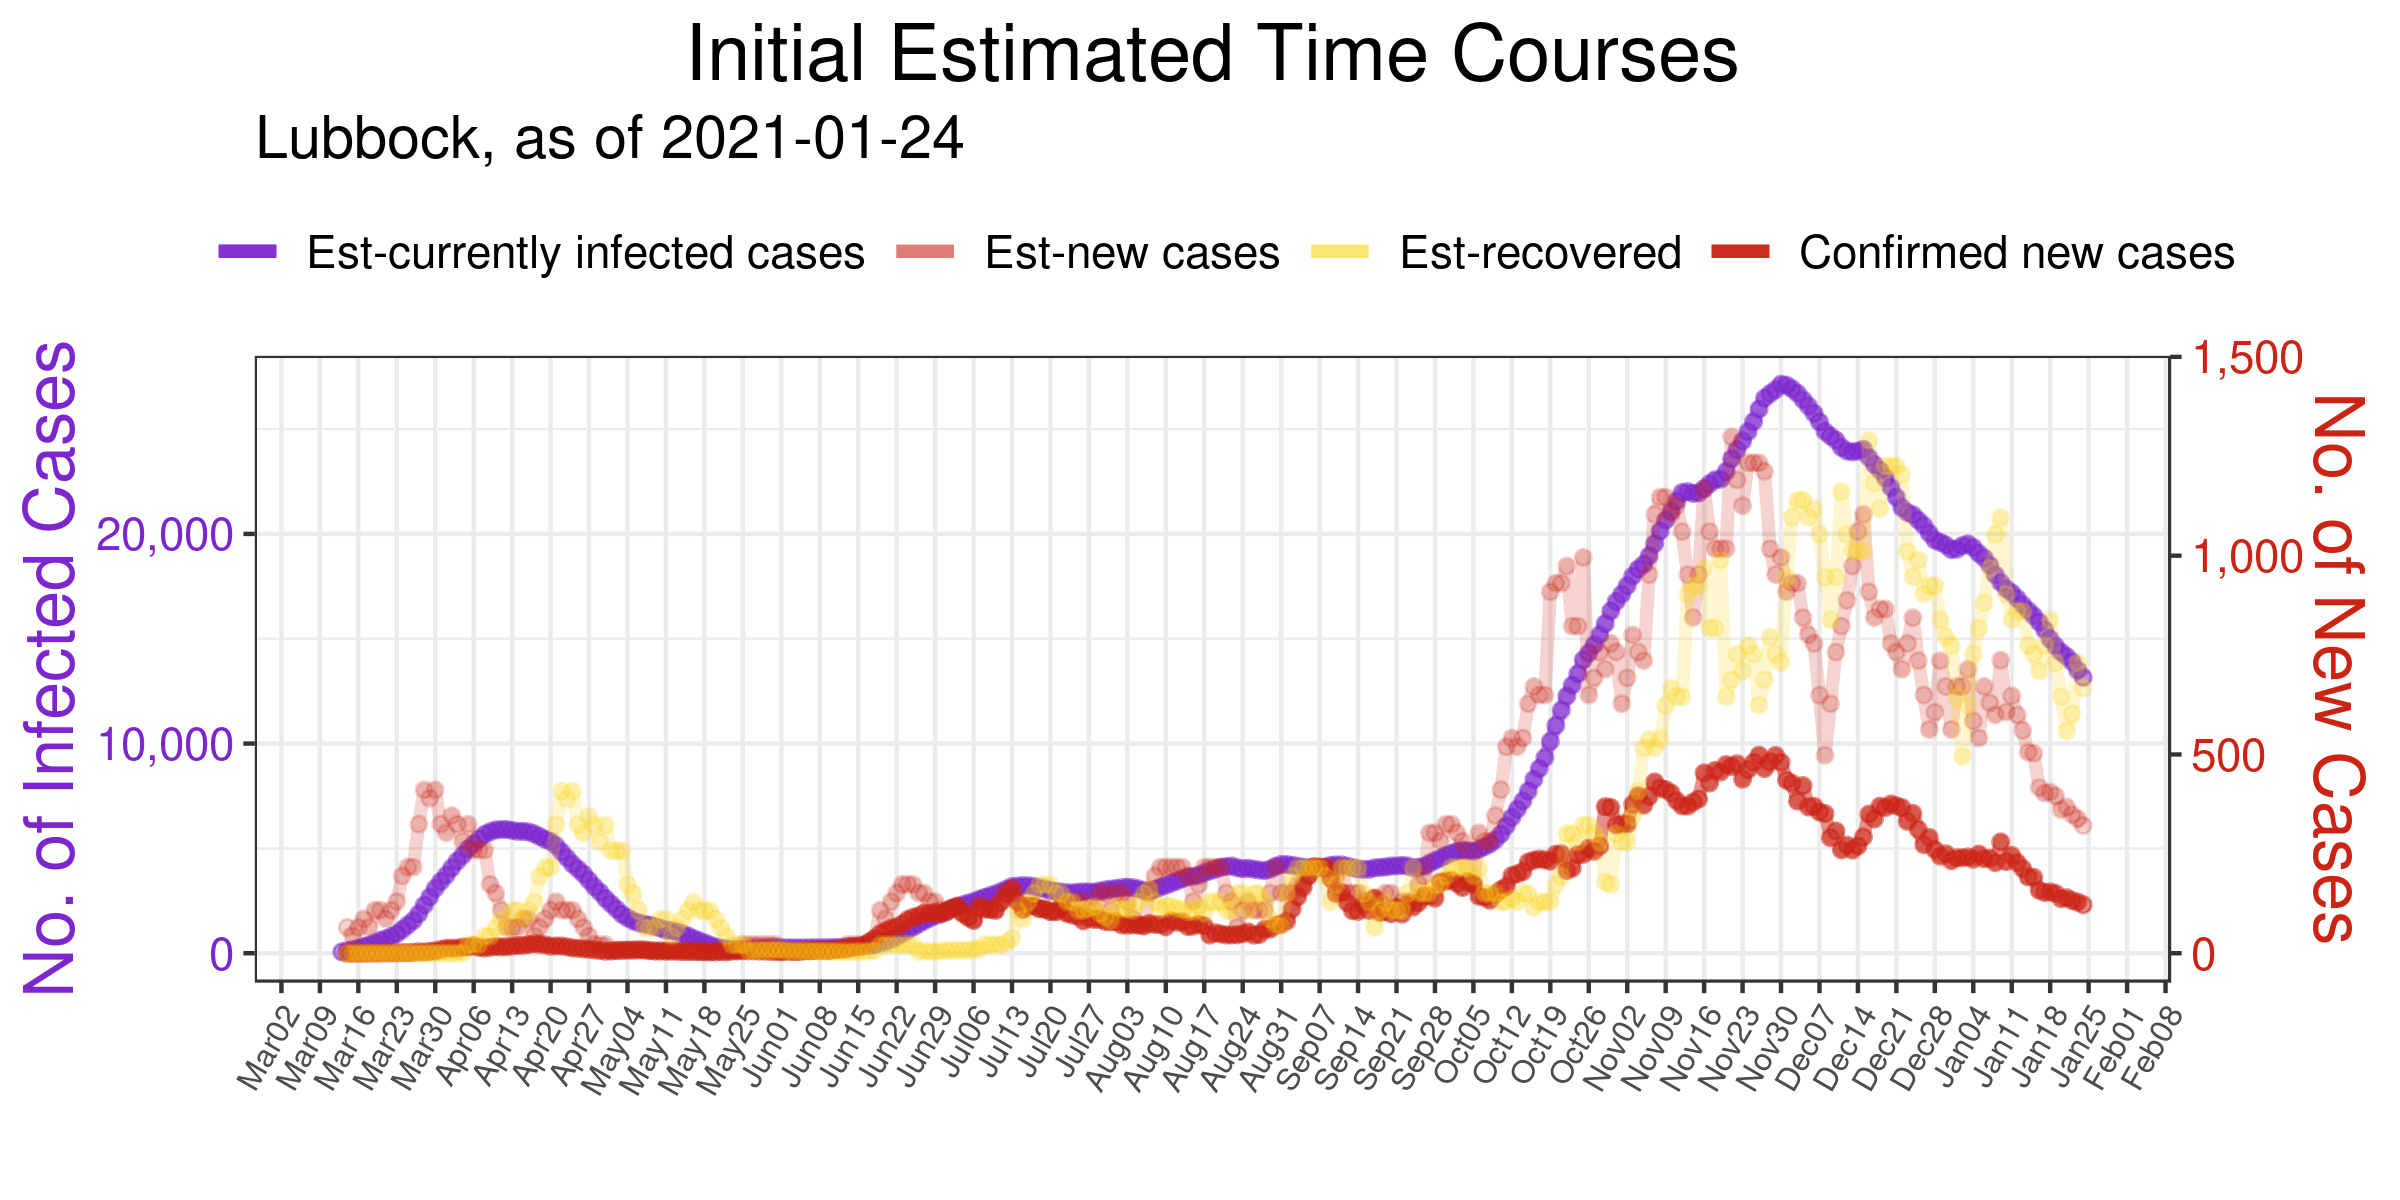 Initial Estimated Time Courses
Lubbock, as of 2021-01-24
Est-currently infected cases
Est-new cases
Est-recovered
Confirmed new cases
No. of Infected Cases
20,000
10,000
0
1,500
1,000
500
0
No. of New Cases
Mar02
Mar09
Mar16
Mar23
Mar30
Apr06
Apr13
Apr20
Apr27
May04
May11
May18
May25
Jun01
Jun08
Jun15
Jun22
Jun29
Jul06
Jul13
Jul20
Jul27
Aug03
Aug10
Aug17
Aug24
Aug31
Sep07
Sep14
Sep21
Sep28
Oct05
Oct12
Oct19
Oct26
Nov02
Nov09
Nov16
Nov23
Nov30
Dec07
Dec14
Dec21
Dec28
Jan04
Jan11
Jan18
Jan25
Feb01
Feb08